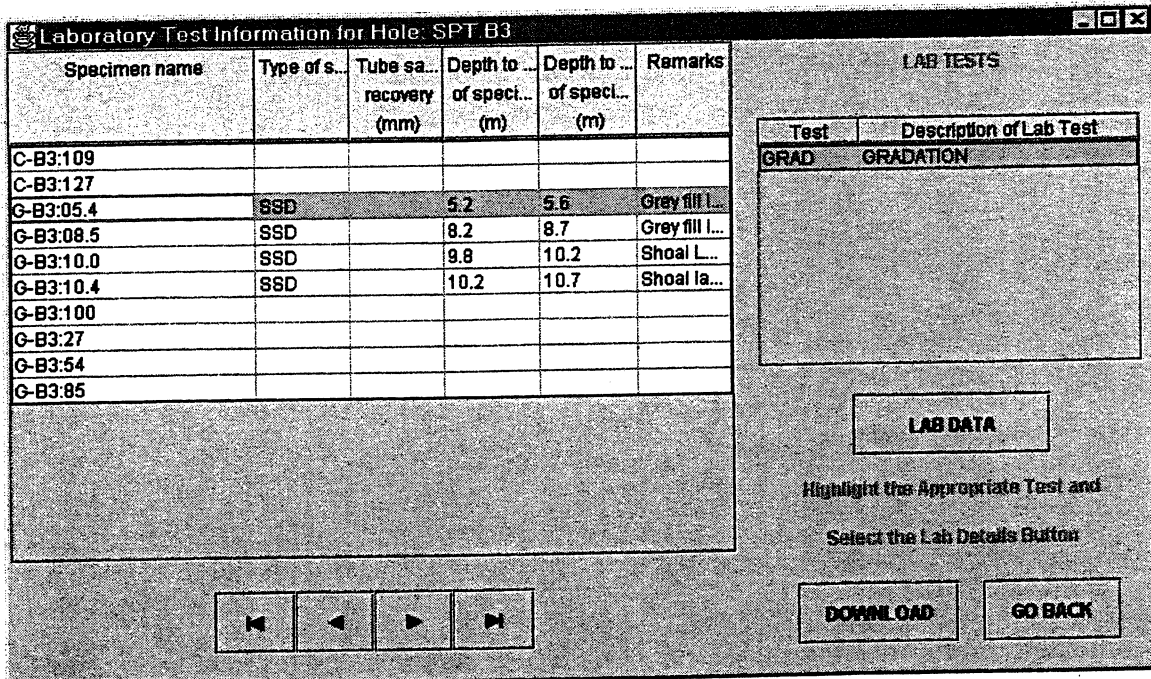 Laboratory Test Information for Hole: SPT.B3
Specimen name Type of s... Tube sa... recovery (mm) Depth to ... of speci... (m) Depth to ... of speci... (m) Remarks
C-B3:109
C-B3:127
G-B3:05.4 SSD 5.2 5.6 Grey fill l...
G-B3:08.5 SSD 8.2 8.7 Grey fill l...
G-B3:10.0 SSD 9.8 10.2 Shoal L...
G-B3:10.4 SSD 10.2 10.7 Shoal la...
G-B3:100
G-B3:27
G-B3:54
G-B3:85
LAB TESTS
Test Description of Lab Test
GRAD GRADATION
LAB DATA
Highlight the Appropriate Test and
Select the Lab Details Button
DOWNLOAD GO BACK